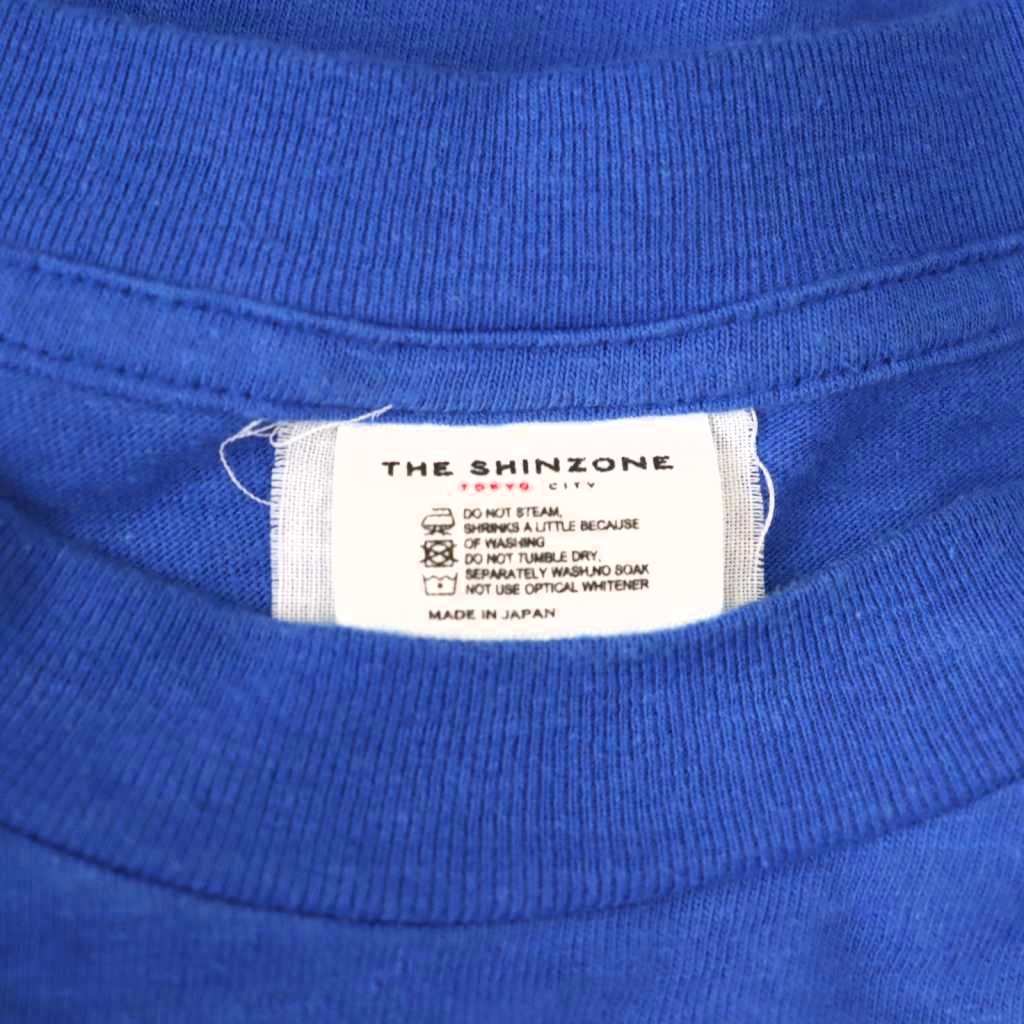 THE SHINZONE
TOKYO CITY
DO NOT STEAM,
SHRINKS A LITTLE BECAUSE
OF WASHING
DO NOT TUMBLE DRY.
SEPARATELY WASH,NO SOAK
NOT USE OPTICAL WHITENER
MADE IN JAPAN